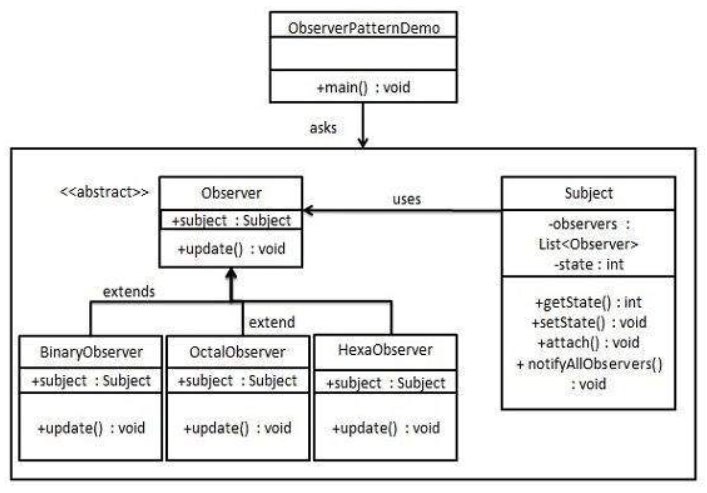 ObserverPatternDemo
+main() : void
asks
<<abstract>>
Observer
+subject : Subject
+update() : void
uses
Subject
-observers :
List<Observer>
-state : int
+getState() : int
+setState() : void
+attach() : void
+ notifyAllObservers()
: void
extends
extend
BinaryObserver
+subject : Subject
+update() : void
OctalObserver
+subject : Subject
+update() : void
HexaObserver
+subject : Subject
+update() : void